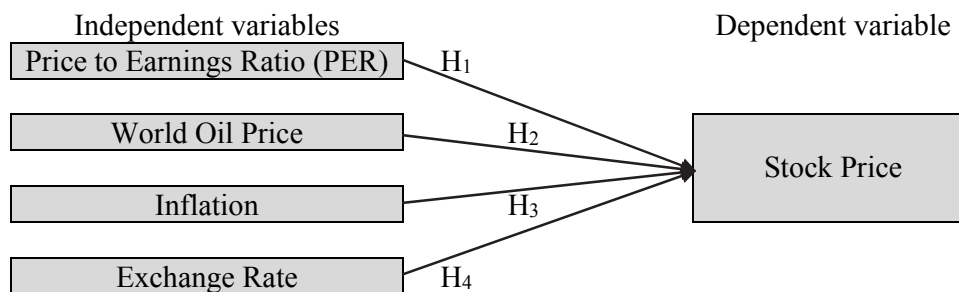 Independent variables
Dependent variable
Price to Earnings Ratio (PER)
H1
World Oil Price
H2
Stock Price
Inflation
H3
Exchange Rate
H4